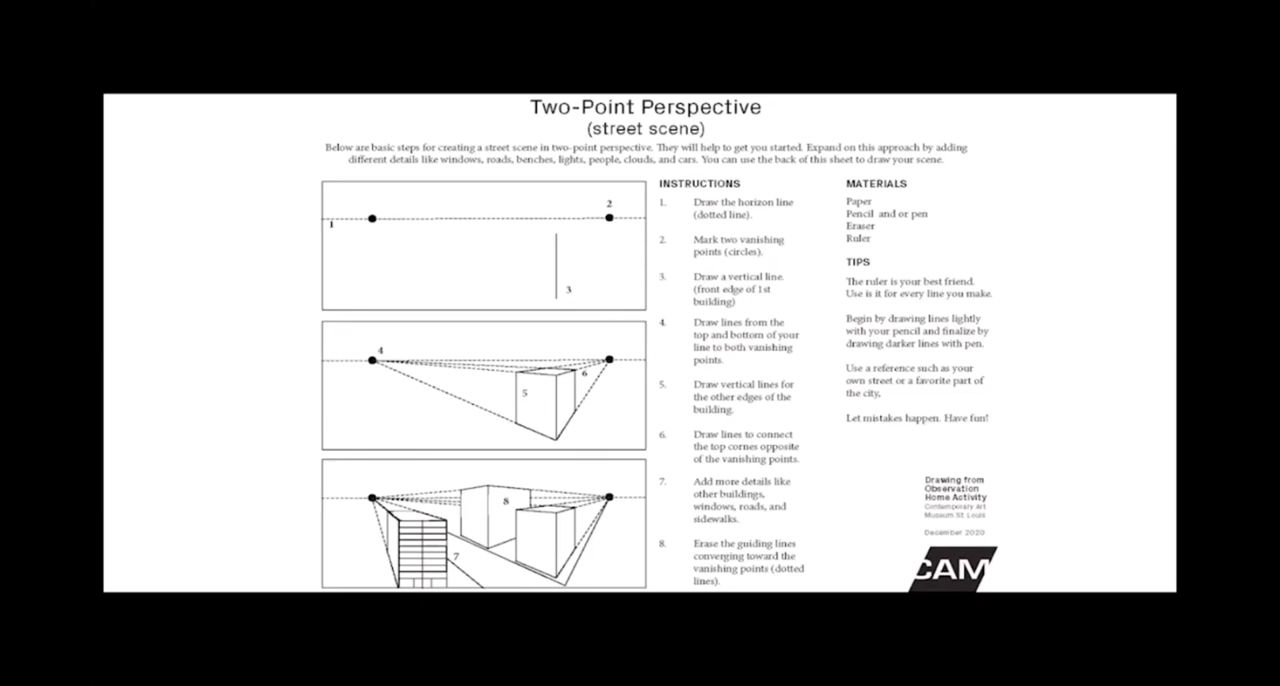 Two-Point Perspective
(street scene)
Below are basic steps for creating a street scene in two-point perspective. They will help to get you started. Expand on this approach by adding
different details like windows, roads, benches, lights, people, clouds, and cars. You can use the back of this sheet to draw your scene.
1
2
3
4
5
6
7
8
INSTRUCTIONS
1. Draw the horizon line
(dotted line).
2. Mark two vanishing
points (circles).
3. Draw a vertical line.
(front edge of 1st
building)
4. Draw lines from the
top and bottom of your
line to both vanishing
points.
5. Draw vertical lines for
the other edges of the
building.
6. Draw lines to connect
the top cornes opposite
of the vanishing points.
7. Add more details like
other buildings,
windows, roads, and
sidewalks.
8. Erase the guiding lines
converging toward the
vanishing points (dotted
lines).
MATERIALS
Paper
Pencil and or pen
Eraser
Ruler
TIPS
The ruler is your best friend.
Use is it for every line you make.
Begin by drawing lines lightly
with your pencil and finalize by
drawing darker lines with pen.
Use a reference such as your
own street or a favorite part of
the city,
Let mistakes happen. Have fun!
Drawing from
Observation
Home Activity
Contemporary Art
Museum St. Louis
December 2020
CAM